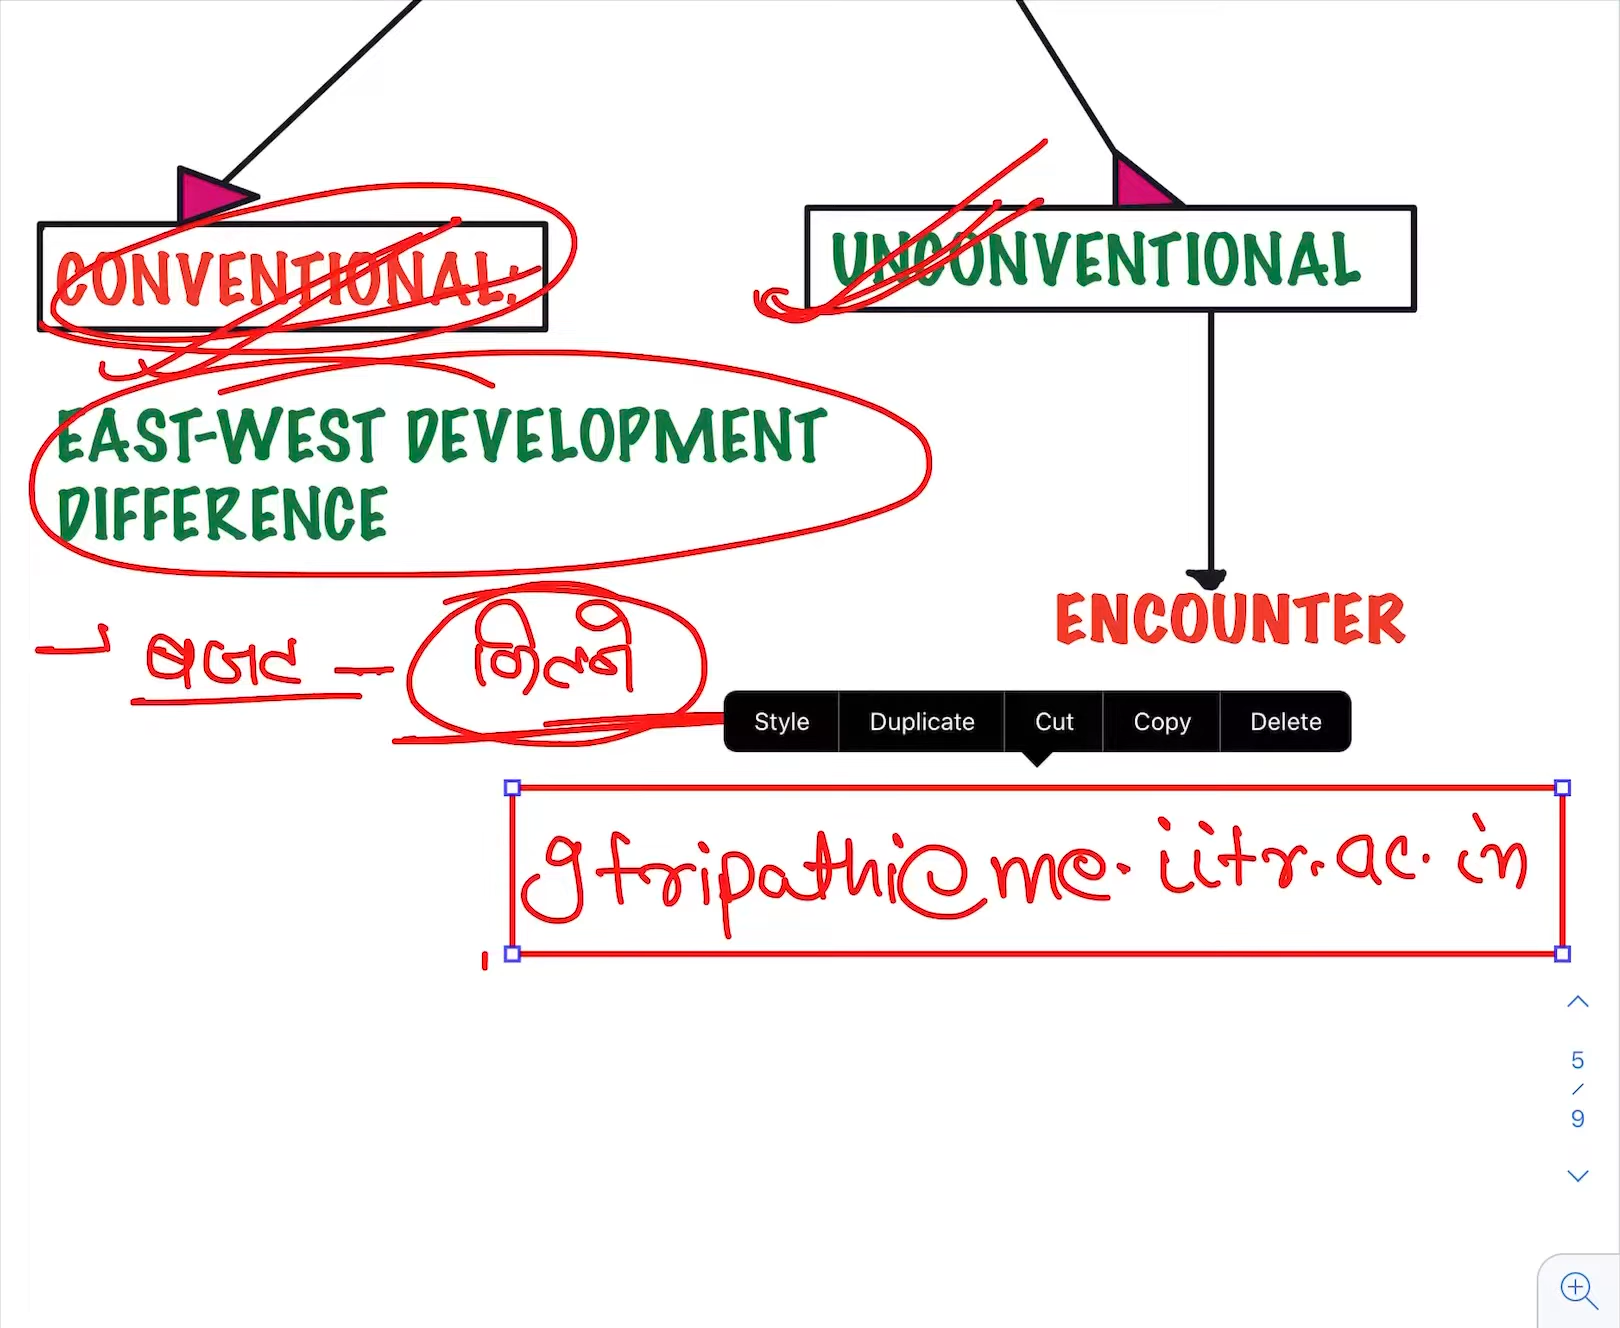 CONVENTIONAL:
UNCONVENTIONAL
EAST-WEST DEVELOPMENT
DIFFERENCE
ENCOUNTER
Style Duplicate Cut Copy Delete
gtripathi@me.iitr.ac.in
5
/
9